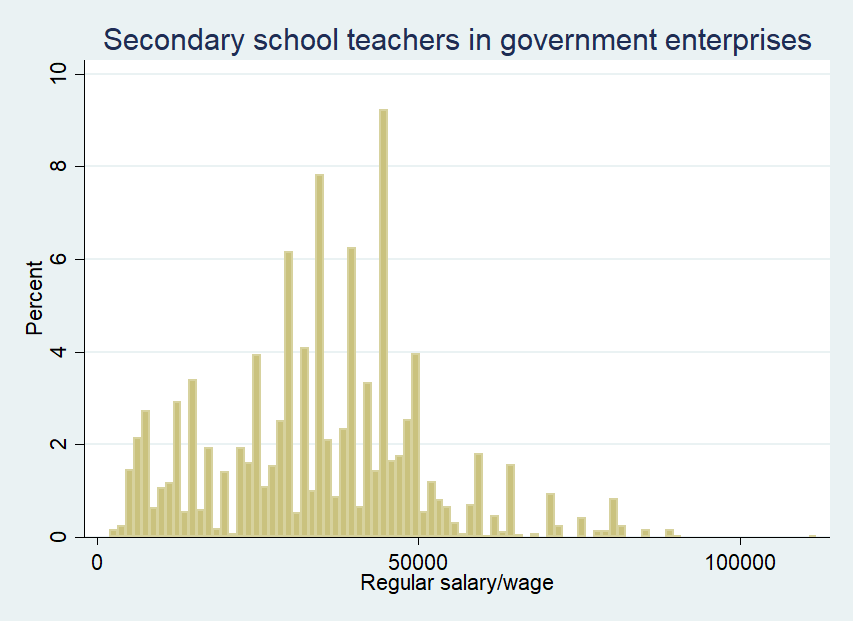 Secondary school teachers in government enterprises
10
8
6
4
2
0
Percent
0 50000 100000
Regular salary/wage